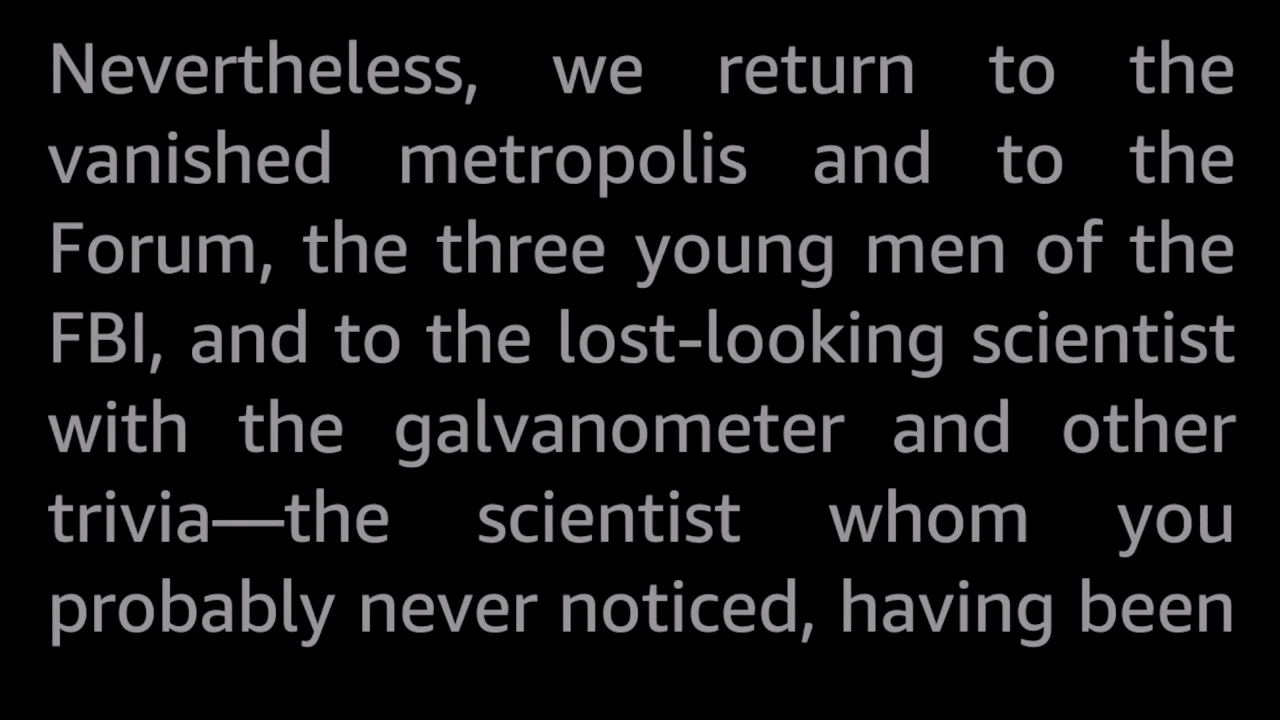 Nevertheless, we return to the
vanished metropolis and to the
Forum, the three young men of the
FBI, and to the lost-looking scientist
with the galvanometer and other
trivia—the scientist whom you
probably never noticed, having been